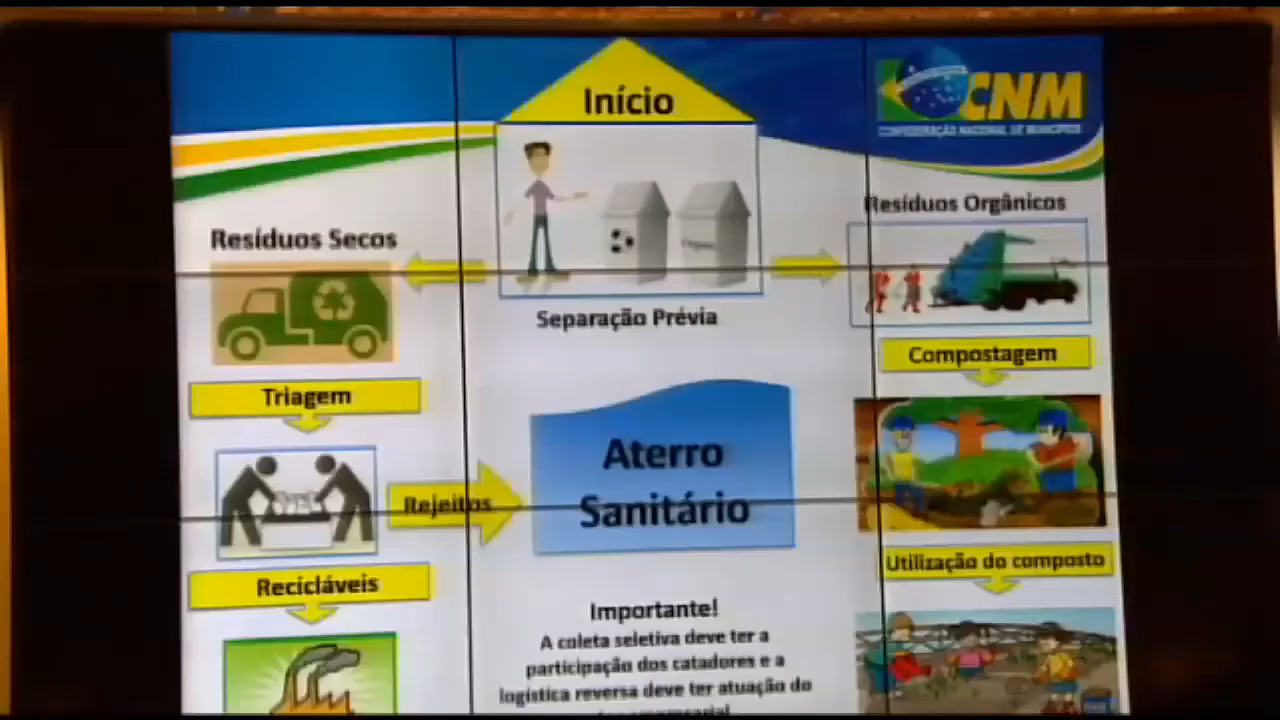 Início
CNM
CONFEDERAÇÃO NACIONAL DE MUNICÍPIOS
Resíduos Secos
Resíduos Orgânicos
Separação Prévia
Triagem
Compostagem
Rejeitos
Aterro
Sanitário
Recicláveis
Utilização do composto
Importante!
A coleta seletiva deve ter a
participação dos catadores e a
logística reversa deve ter atuação do